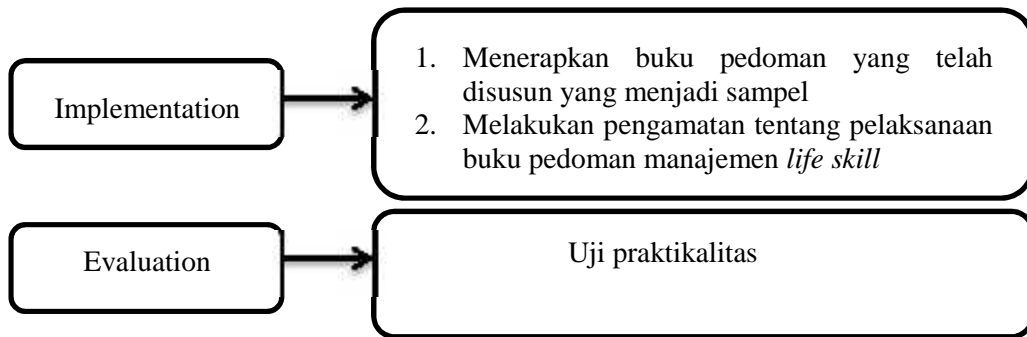 Implementation
1. Menerapkan buku pedoman yang telah
disusun yang menjadi sampel
2. Melakukan pengamatan tentang pelaksanaan
buku pedoman manajemen life skill
Evaluation
Uji praktikalitas